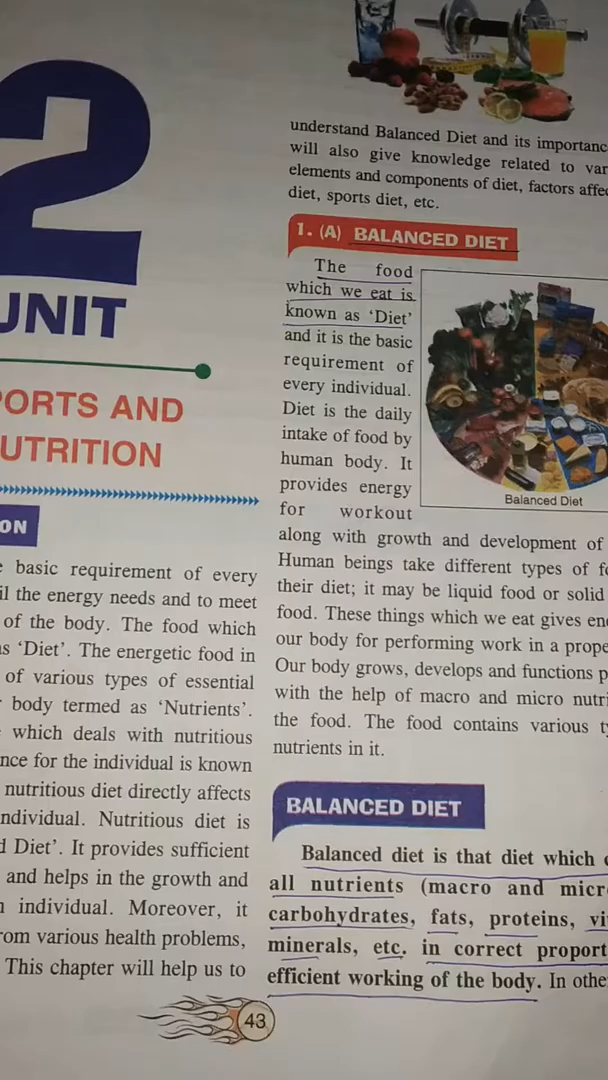 2
UNIT
PORTS AND
UTRITION
ON
basic requirement of every
the energy needs and to meet
of the body. The food which
as ‘Diet’. The energetic food in
of various types of essential
body termed as ‘Nutrients’.
which deals with nutritious
for the individual is known
nutritious diet directly affects
ndividual. Nutritious diet is
d Diet’. It provides sufficient
and helps in the growth and
individual. Moreover, it
rom various health problems,
This chapter will help us to
understand Balanced Diet and its importanc
will also give knowledge related to var
elements and components of diet, factors affe
diet, sports diet, etc.
1. (A) BALANCED DIET
The food
which we eat is
known as ‘Diet’
and it is the basic
requirement of
every individual.
Diet is the daily
intake of food by
human body. It
provides energy
for workout
Balanced Diet
along with growth and development of
Human beings take different types of fo
their diet; it may be liquid food or solid
food. These things which we eat gives ene
our body for performing work in a prope
Our body grows, develops and functions p
with the help of macro and micro nutri
the food. The food contains various ty
nutrients in it.
BALANCED DIET
Balanced diet is that diet which
all nutrients (macro and micr
carbohydrates, fats, proteins, vi
minerals, etc. in correct proport
efficient working of the body. In othe
43